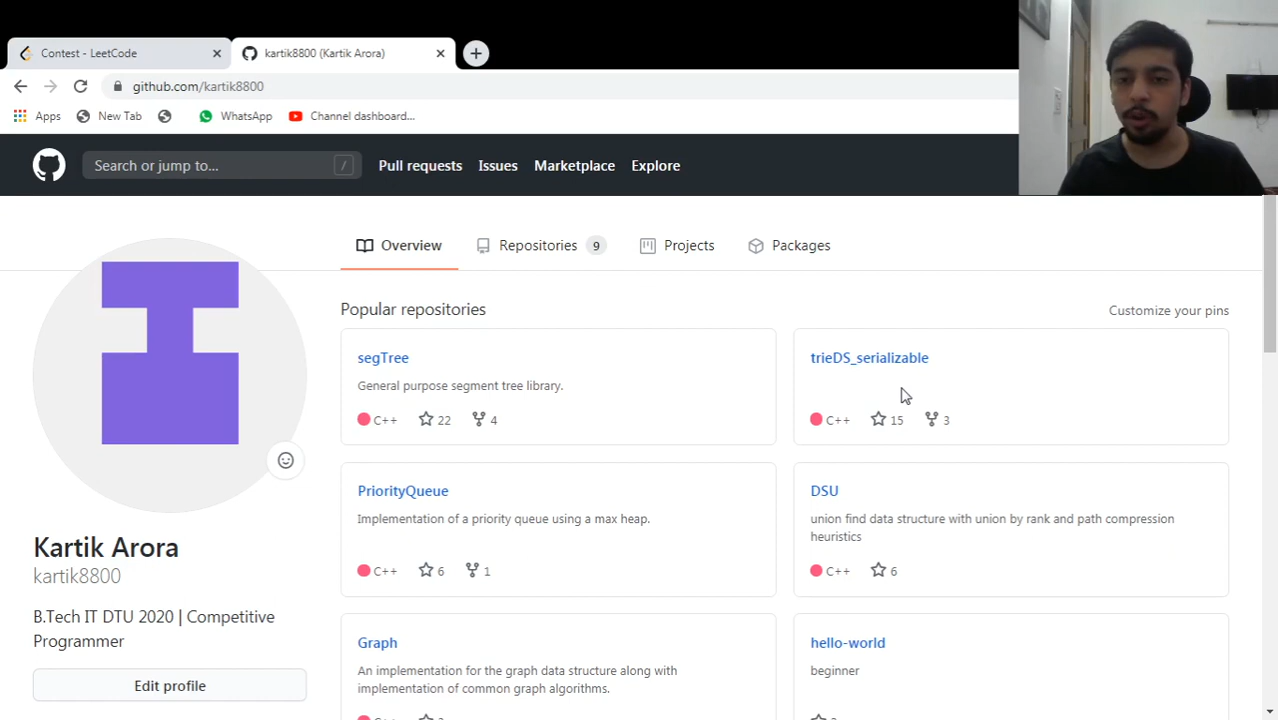 Contest - LeetCode
kartik8800 (Kartik Arora)
github.com/kartik8800
Apps
New Tab
WhatsApp
Channel dashboard...
Search or jump to...
/
Pull requests
Issues
Marketplace
Explore
Overview
Repositories 9
Projects
Packages
Popular repositories
Customize your pins
segTree
General purpose segment tree library.
C++ 22 4
trieDS_serializable
C++ 15 3
PriorityQueue
Implementation of a priority queue using a max heap.
C++ 6 1
DSU
union find data structure with union by rank and path compression
heuristics
C++ 6
Graph
An implementation for the graph data structure along with
implementation of common graph algorithms.
hello-world
beginner
Kartik Arora
kartik8800
B.Tech IT DTU 2020 | Competitive
Programmer
Edit profile